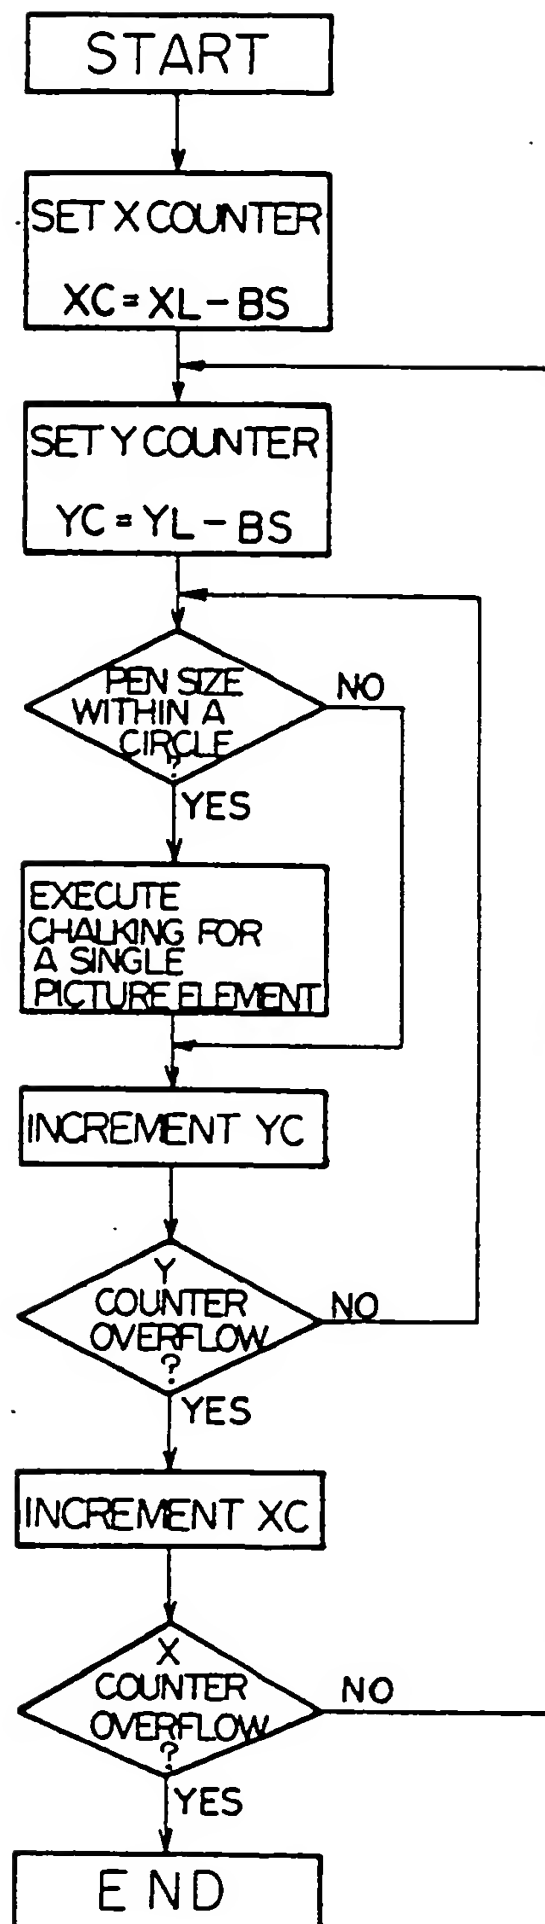 START
SET X COUNTER
XC = XL - BS
SET Y COUNTER
YC = YL - BS
PEN SIZE
WITHIN A
CIRCLE
?
NO
YES
EXECUTE
CHALKING FOR
A SINGLE
PICTURE ELEMENT
INCREMENT YC
Y
COUNTER
OVERFLOW
?
NO
YES
INCREMENT XC
X
COUNTER
OVERFLOW
?
NO
YES
END